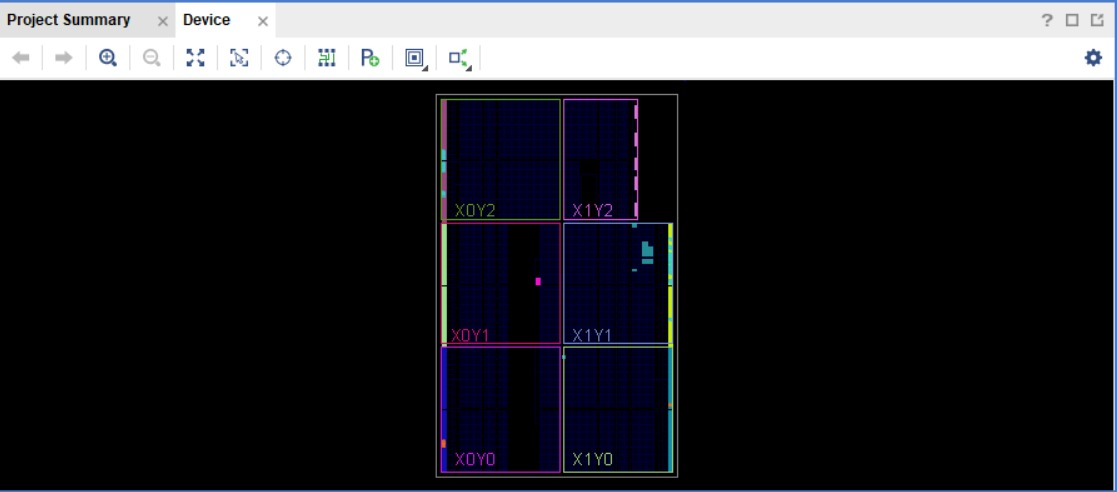 Project Summary × Device ×
?
X0Y2 X1Y2
X0Y1 X1Y1
X0Y0 X1Y0